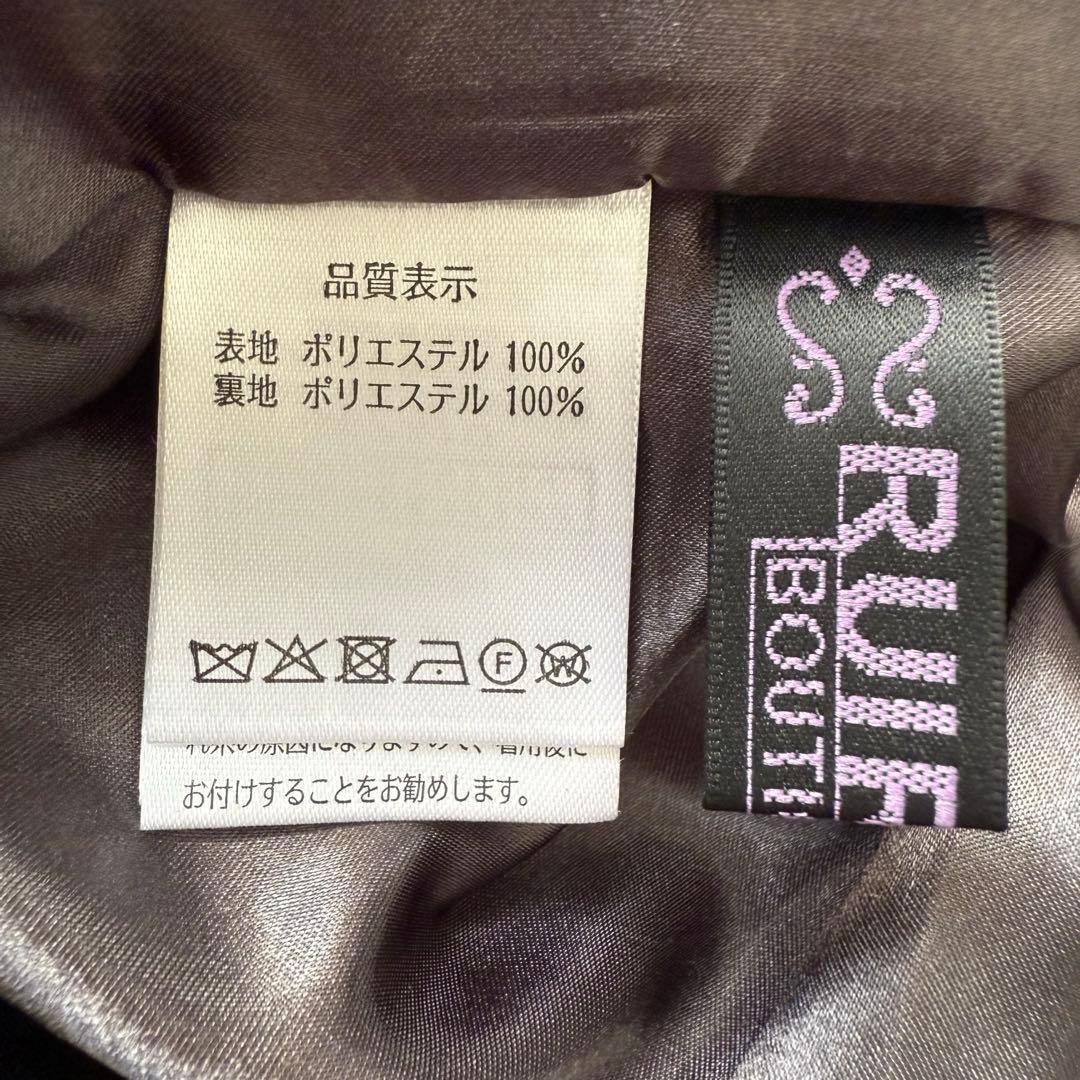 品質表示
表地 ポリエステル 100%
裏地 ポリエステル 100%
F
W
お付けすることをお勧めします。
RUIR
BOUT